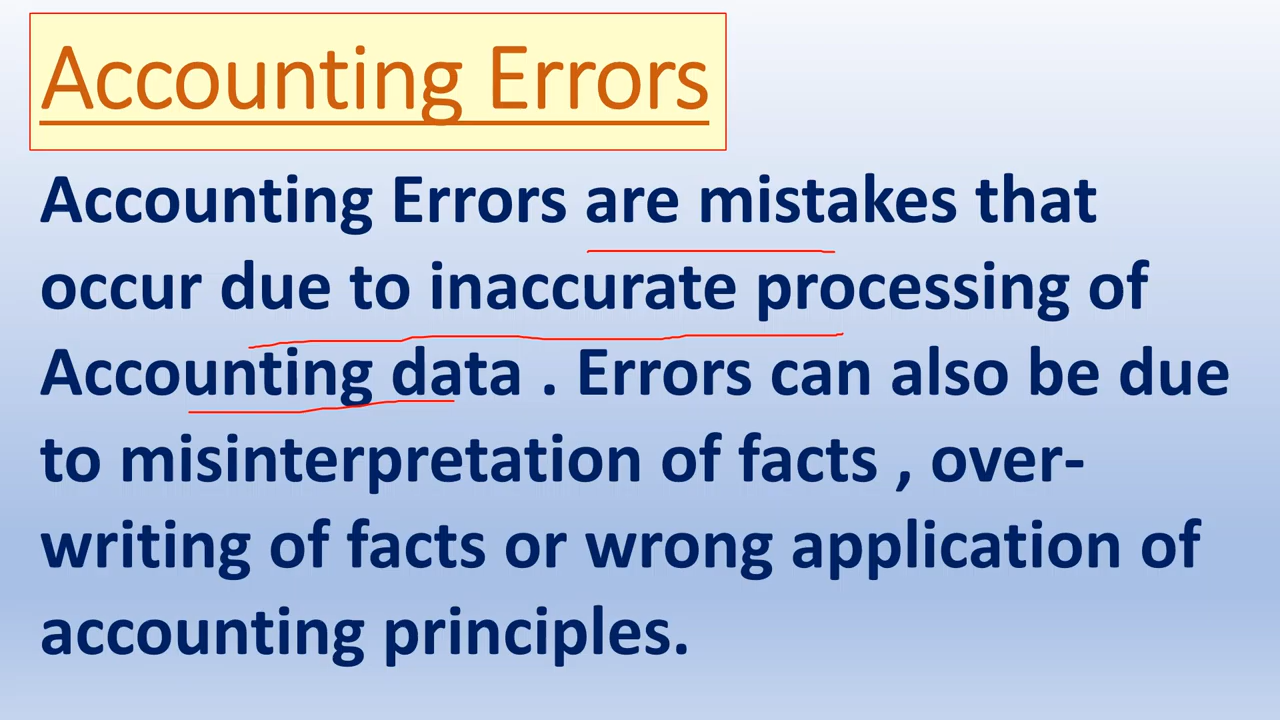 Accounting Errors
Accounting Errors are mistakes that
occur due to inaccurate processing of
Accounting data . Errors can also be due
to misinterpretation of facts , over-
writing of facts or wrong application of
accounting principles.